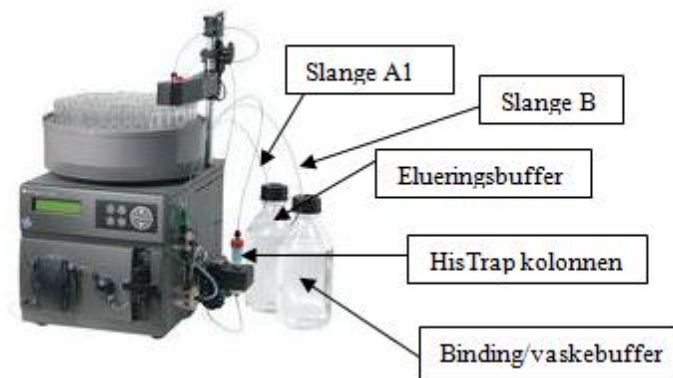 Slange A1
Slange B
Elueringsbuffer
HisTrap kolonnen
Binding/vaskebuffer